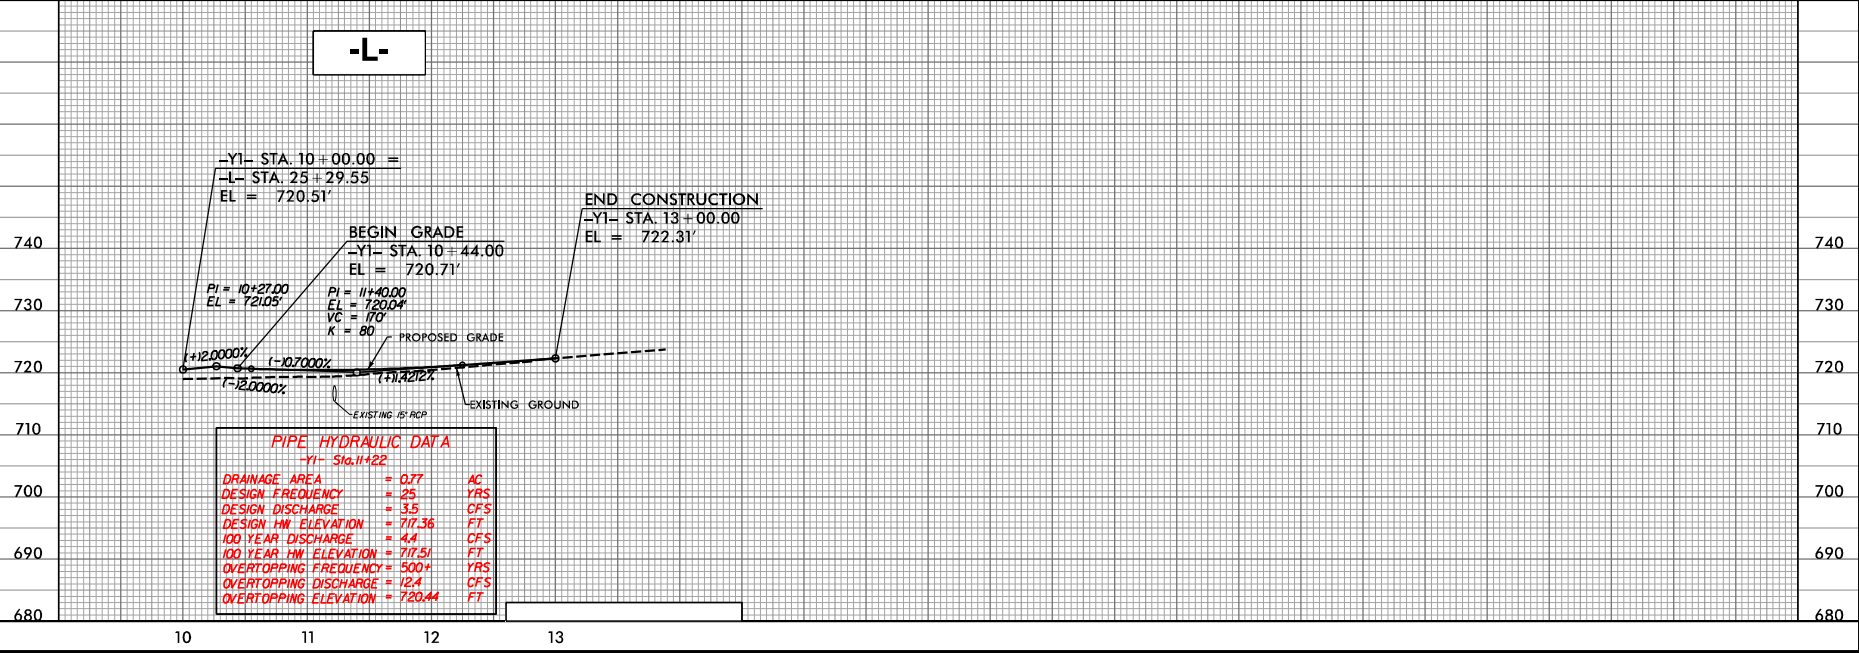 -L-
-Y1- STA. 10+00.00 =
-L- STA. 25+29.55
EL = 720.51'
END CONSTRUCTION
-Y1- STA. 13+00.00
EL = 722.31'
BEGIN GRADE
-Y1- STA. 10+44.00
EL = 720.71'
PI = 10+27.00
EL = 721.05'
PI = 11+40.00
EL = 720.04'
VC = 170'
K = 80
PROPOSED GRADE
(+)2.0000%
(-)0.7000%
(-)2.0000%
(+)1.4212%
EXISTING 15" RCP
EXISTING GROUND
740 740
730 730
720 720
710 710
700 700
690 690
680 680
PIPE HYDRAULIC DATA
-Y1- Sta.11+22
DRAINAGE AREA = 0.77 AC
DESIGN FREQUENCY = 25 YRS
DESIGN DISCHARGE = 3.5 CFS
DESIGN HW ELEVATION = 717.36 FT
100 YEAR DISCHARGE = 4.4 CFS
100 YEAR HW ELEVATION = 717.51 FT
OVERTOPPING FREQUENCY = 500+ YRS
OVERTOPPING DISCHARGE = 12.4 CFS
OVERTOPPING ELEVATION = 720.44 FT
10 11 12 13